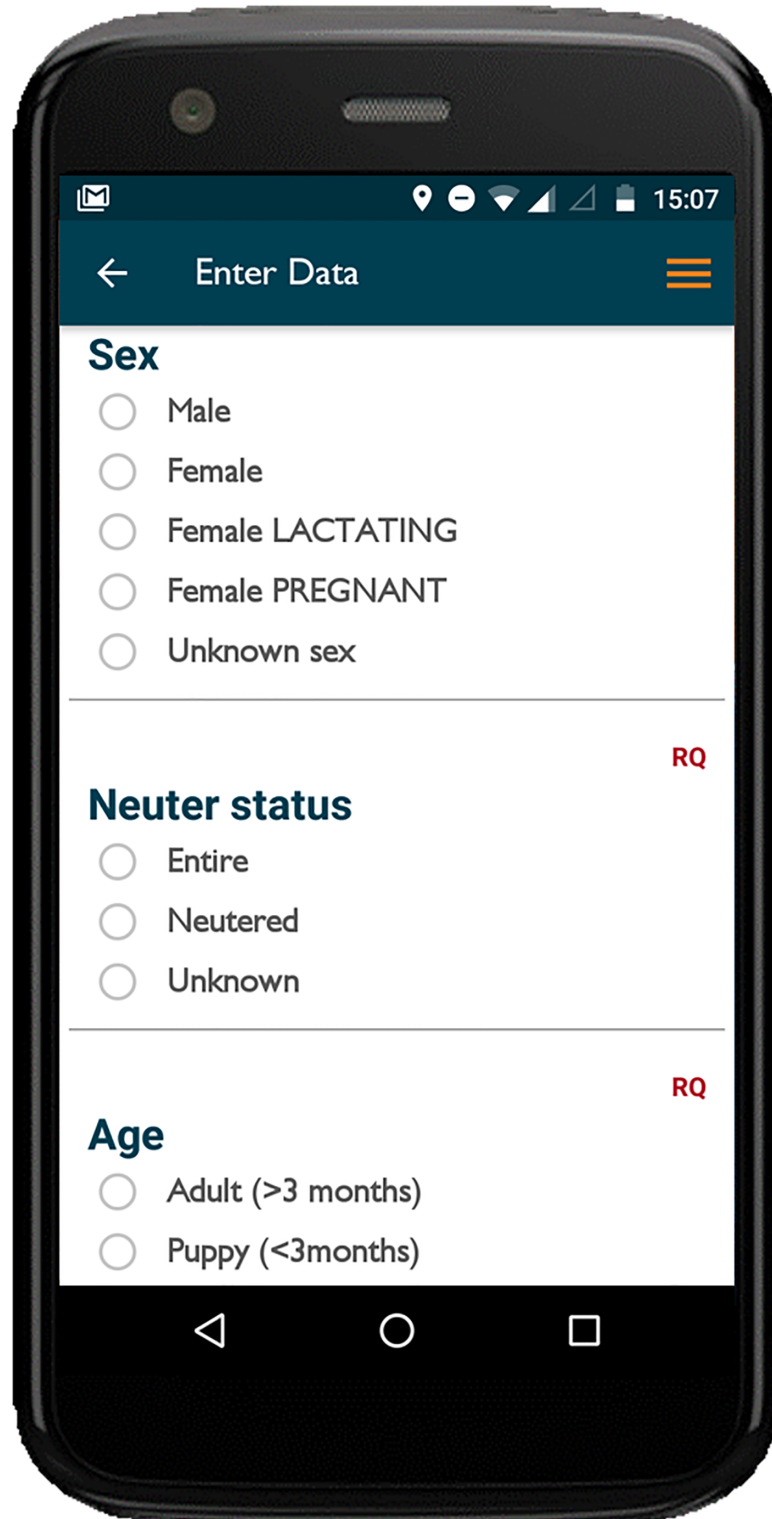 15:07
Enter Data
Sex
Male
Female
Female LACTATING
Female PREGNANT
Unknown sex
RQ
Neuter status
Entire
Neutered
Unknown
RQ
Age
Adult (>3 months)
Puppy (<3months)